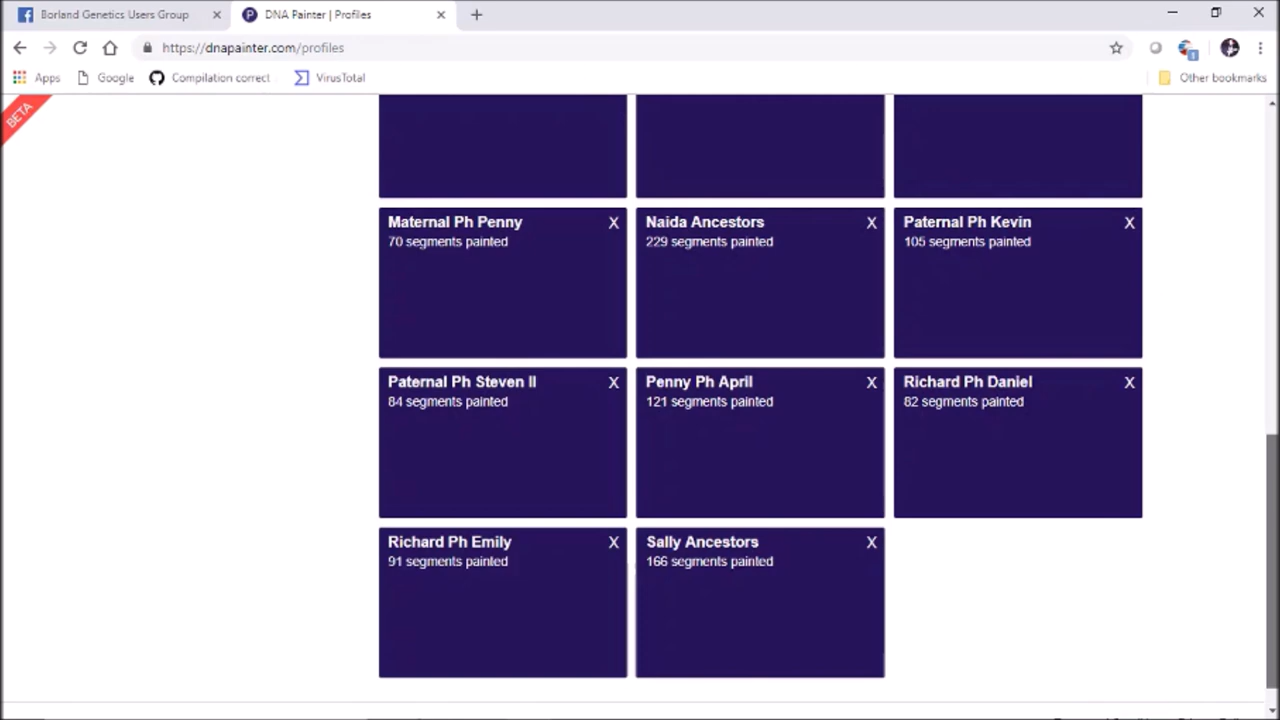 Borland Genetics Users Group
DNA Painter | Profiles
https://dnapainter.com/profiles
Apps
Google
Compilation correct
VirusTotal
Other bookmarks
1
BETA
Maternal Ph Penny X
70 segments painted
Naida Ancestors X
229 segments painted
Paternal Ph Kevin X
105 segments painted
Paternal Ph Steven II X
84 segments painted
Penny Ph April X
121 segments painted
Richard Ph Daniel X
82 segments painted
Richard Ph Emily X
91 segments painted
Sally Ancestors X
166 segments painted